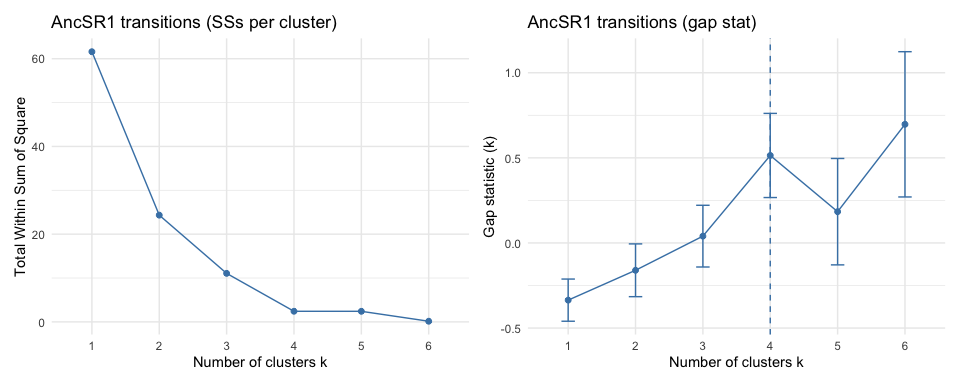 AncSR1 transitions (SSs per cluster)
60
40
20
0
Total Within Sum of Square
1 2 3 4 5 6
Number of clusters k
AncSR1 transitions (gap stat)
1.0
0.5
0.0
-0.5
Gap statistic (k)
1 2 3 4 5 6
Number of clusters k